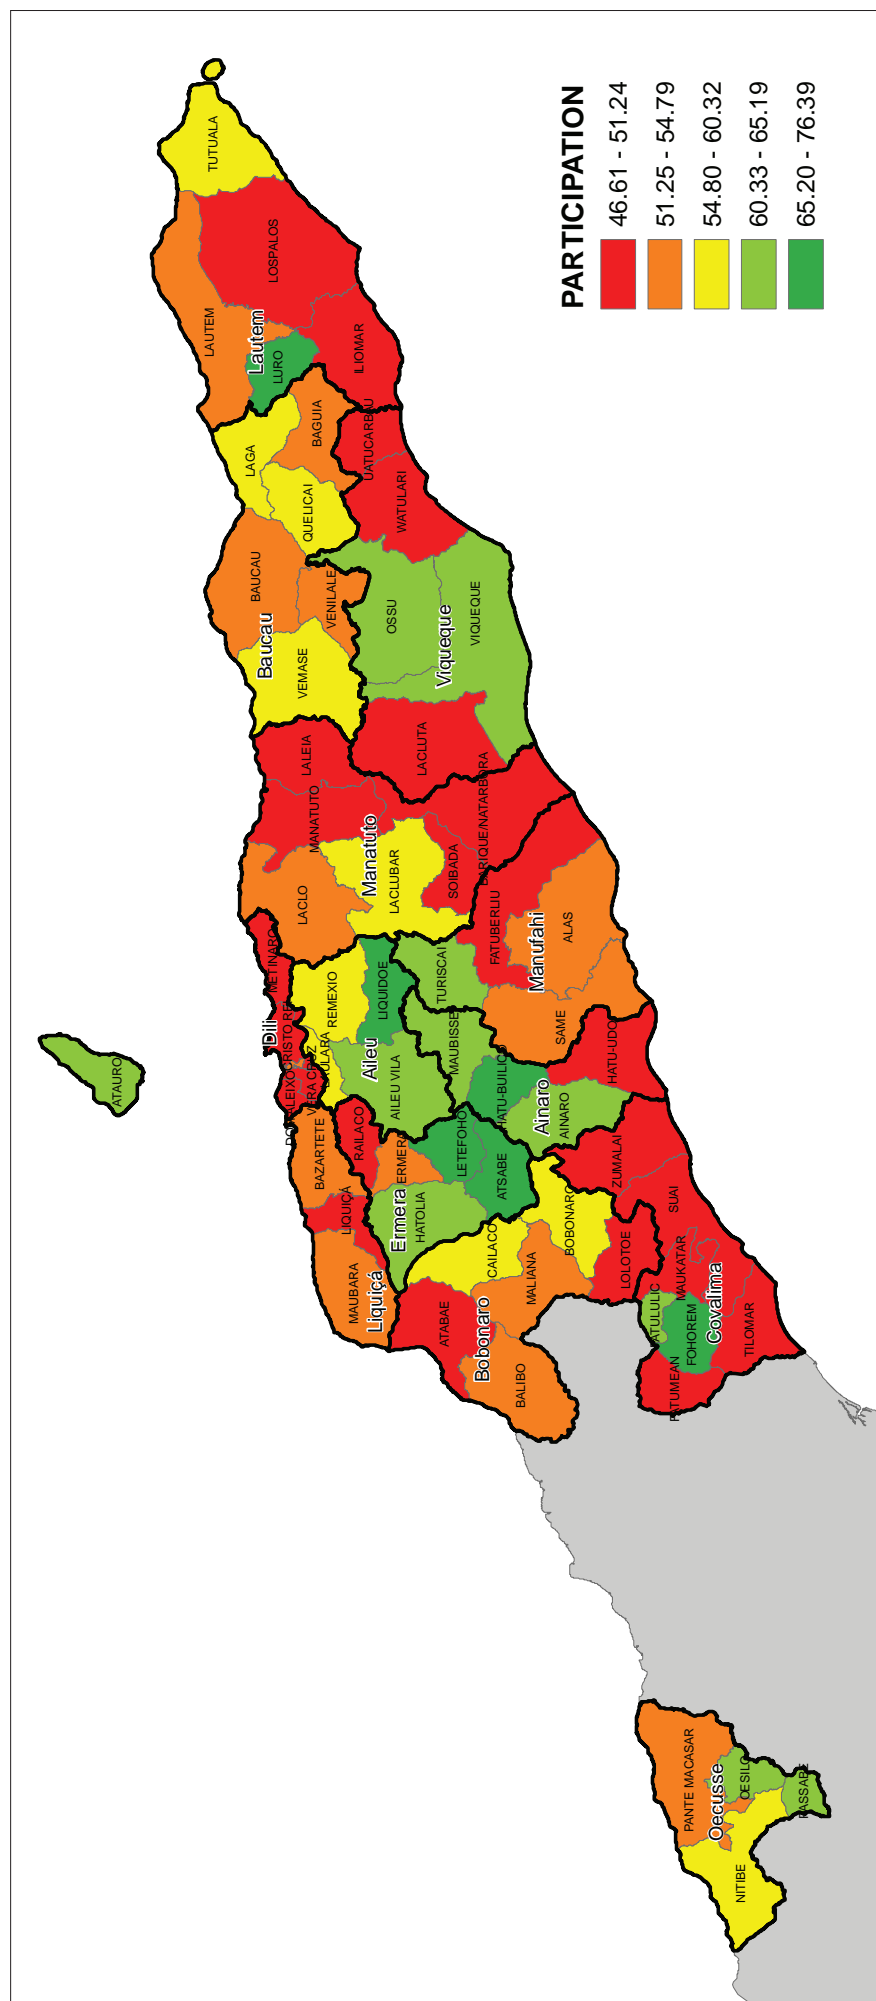 PARTICIPATION
46.61 - 51.24
51.25 - 54.79
54.80 - 60.32
60.33 - 65.19
65.20 - 76.39
TUTUALA
LOSPALOS
LAUTEM
Lautem
LURO
ILIOMAR
LAGA
BAGUIA
QUELICAI
UATUCARBAU
WATULARI
BAUCAU
Baucau
VENILALE
VEMASE
OSSU
VIQUEQUE
Viqueque
LACLUTA
LALEIA
MANATUTO
Manatuto
LACLO
LACLUBAR
SOIBADA
BARIQUE/NATARBORA
ATAURO
METINARO
Dili
CRISTO REI
VERA CRUZ
REMEXIO
LIQUIDOE
LAULARA
Aileu
AILEU VILA
TURISCAI
FATUBERLIU
Manufahi
ALAS
SAME
MAUBISSE
HATU-BUILICO
Ainaro
AINARO
HATU-UDO
BAZARTETE
LIQUIÇÁ
MAUBARA
Liquiçá
RAILACO
ERMERA
Ermera
HATOLIA
LETEFOHO
ATSABE
CAILACO
BOBONARO
MALIANA
ATABAE
Bobonaro
BALIBO
LOLOTOE
ZUMALAI
SUAI
MAUKATAR
Covalima
FOHOREM
TILOMAR
PANTE MACASAR
Oecusse
OESILO
PASSABE
NITIBE